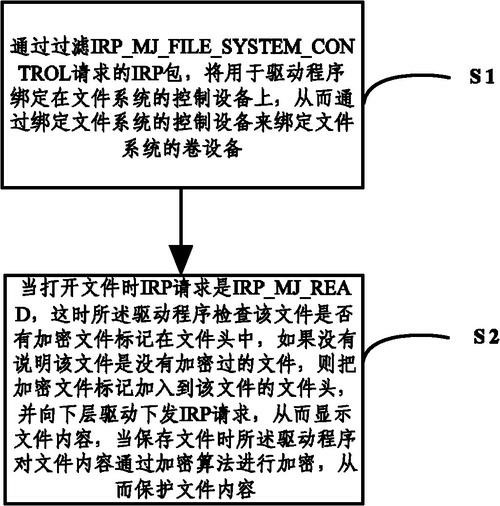 通过过滤IRP_MJ_FILE_SYSTEM_CON
TROL请求的IRP包，将用于驱动程序
绑定在文件系统的控制设备上，从而通
过绑定文件系统的控制设备来绑定文件
系统的卷设备
S1
当打开文件时IRP请求是IRP_MJ_REA
D，这时所述驱动程序检查该文件是否
有加密文件标记在文件头中，如果没有
说明该文件是没有加密过的文件，则把
加密文件标记加入到该文件的文件头，
并向下层驱动下发IRP请求，从而显示
文件内容，当保存文件时所述驱动程序
对文件内容通过加密算法进行加密，从
而保护文件内容
S2